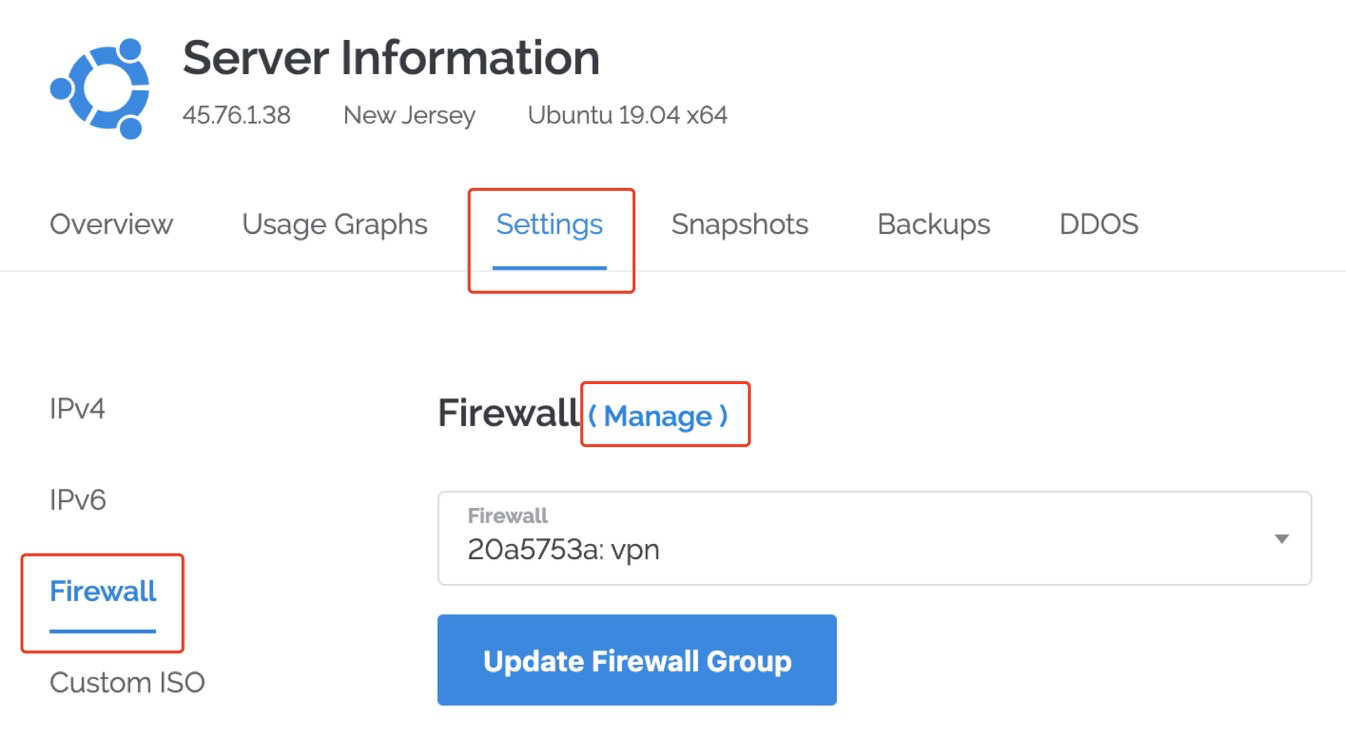 Server Information
45.76.1.38 New Jersey Ubuntu 19.04 x64
Overview Usage Graphs Settings Snapshots Backups DDOS
IPv4
IPv6
Firewall
Custom ISO
Firewall ( Manage )
Firewall
20a5753a: vpn
Update Firewall Group